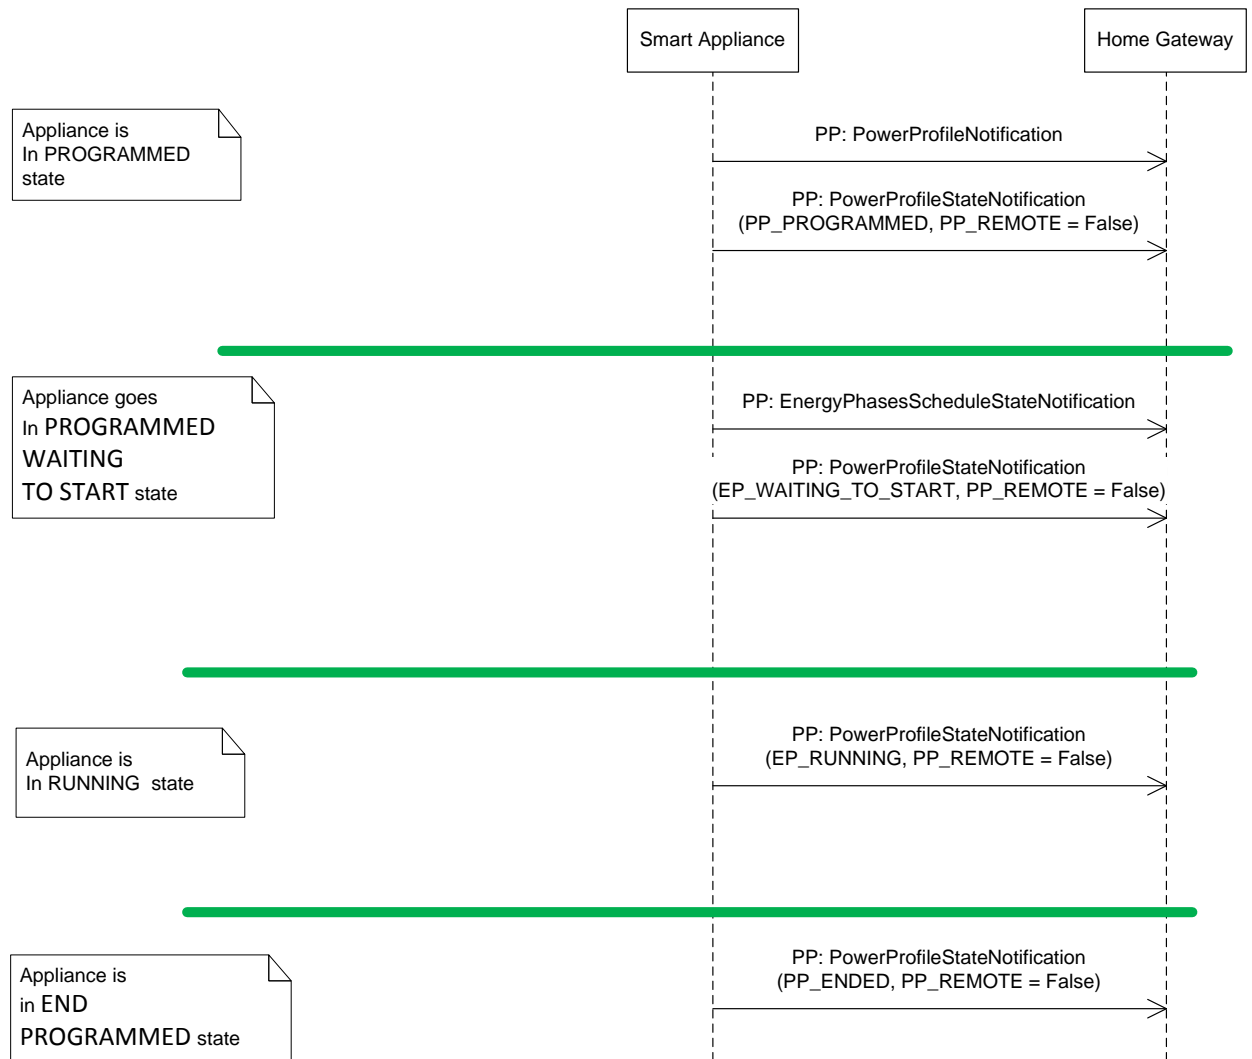 Smart Appliance
Home Gateway
Appliance is
In PROGRAMMED
state
PP: PowerProfileNotification
PP: PowerProfileStateNotification
(PP_PROGRAMMED, PP_REMOTE = False)
Appliance goes
In PROGRAMMED
WAITING
TO START state
PP: EnergyPhasesScheduleStateNotification
PP: PowerProfileStateNotification
(EP_WAITING_TO_START, PP_REMOTE = False)
Appliance is
In RUNNING  state
PP: PowerProfileStateNotification
(EP_RUNNING, PP_REMOTE = False)
Appliance is
in END
PROGRAMMED state
PP: PowerProfileStateNotification
(PP_ENDED, PP_REMOTE = False)